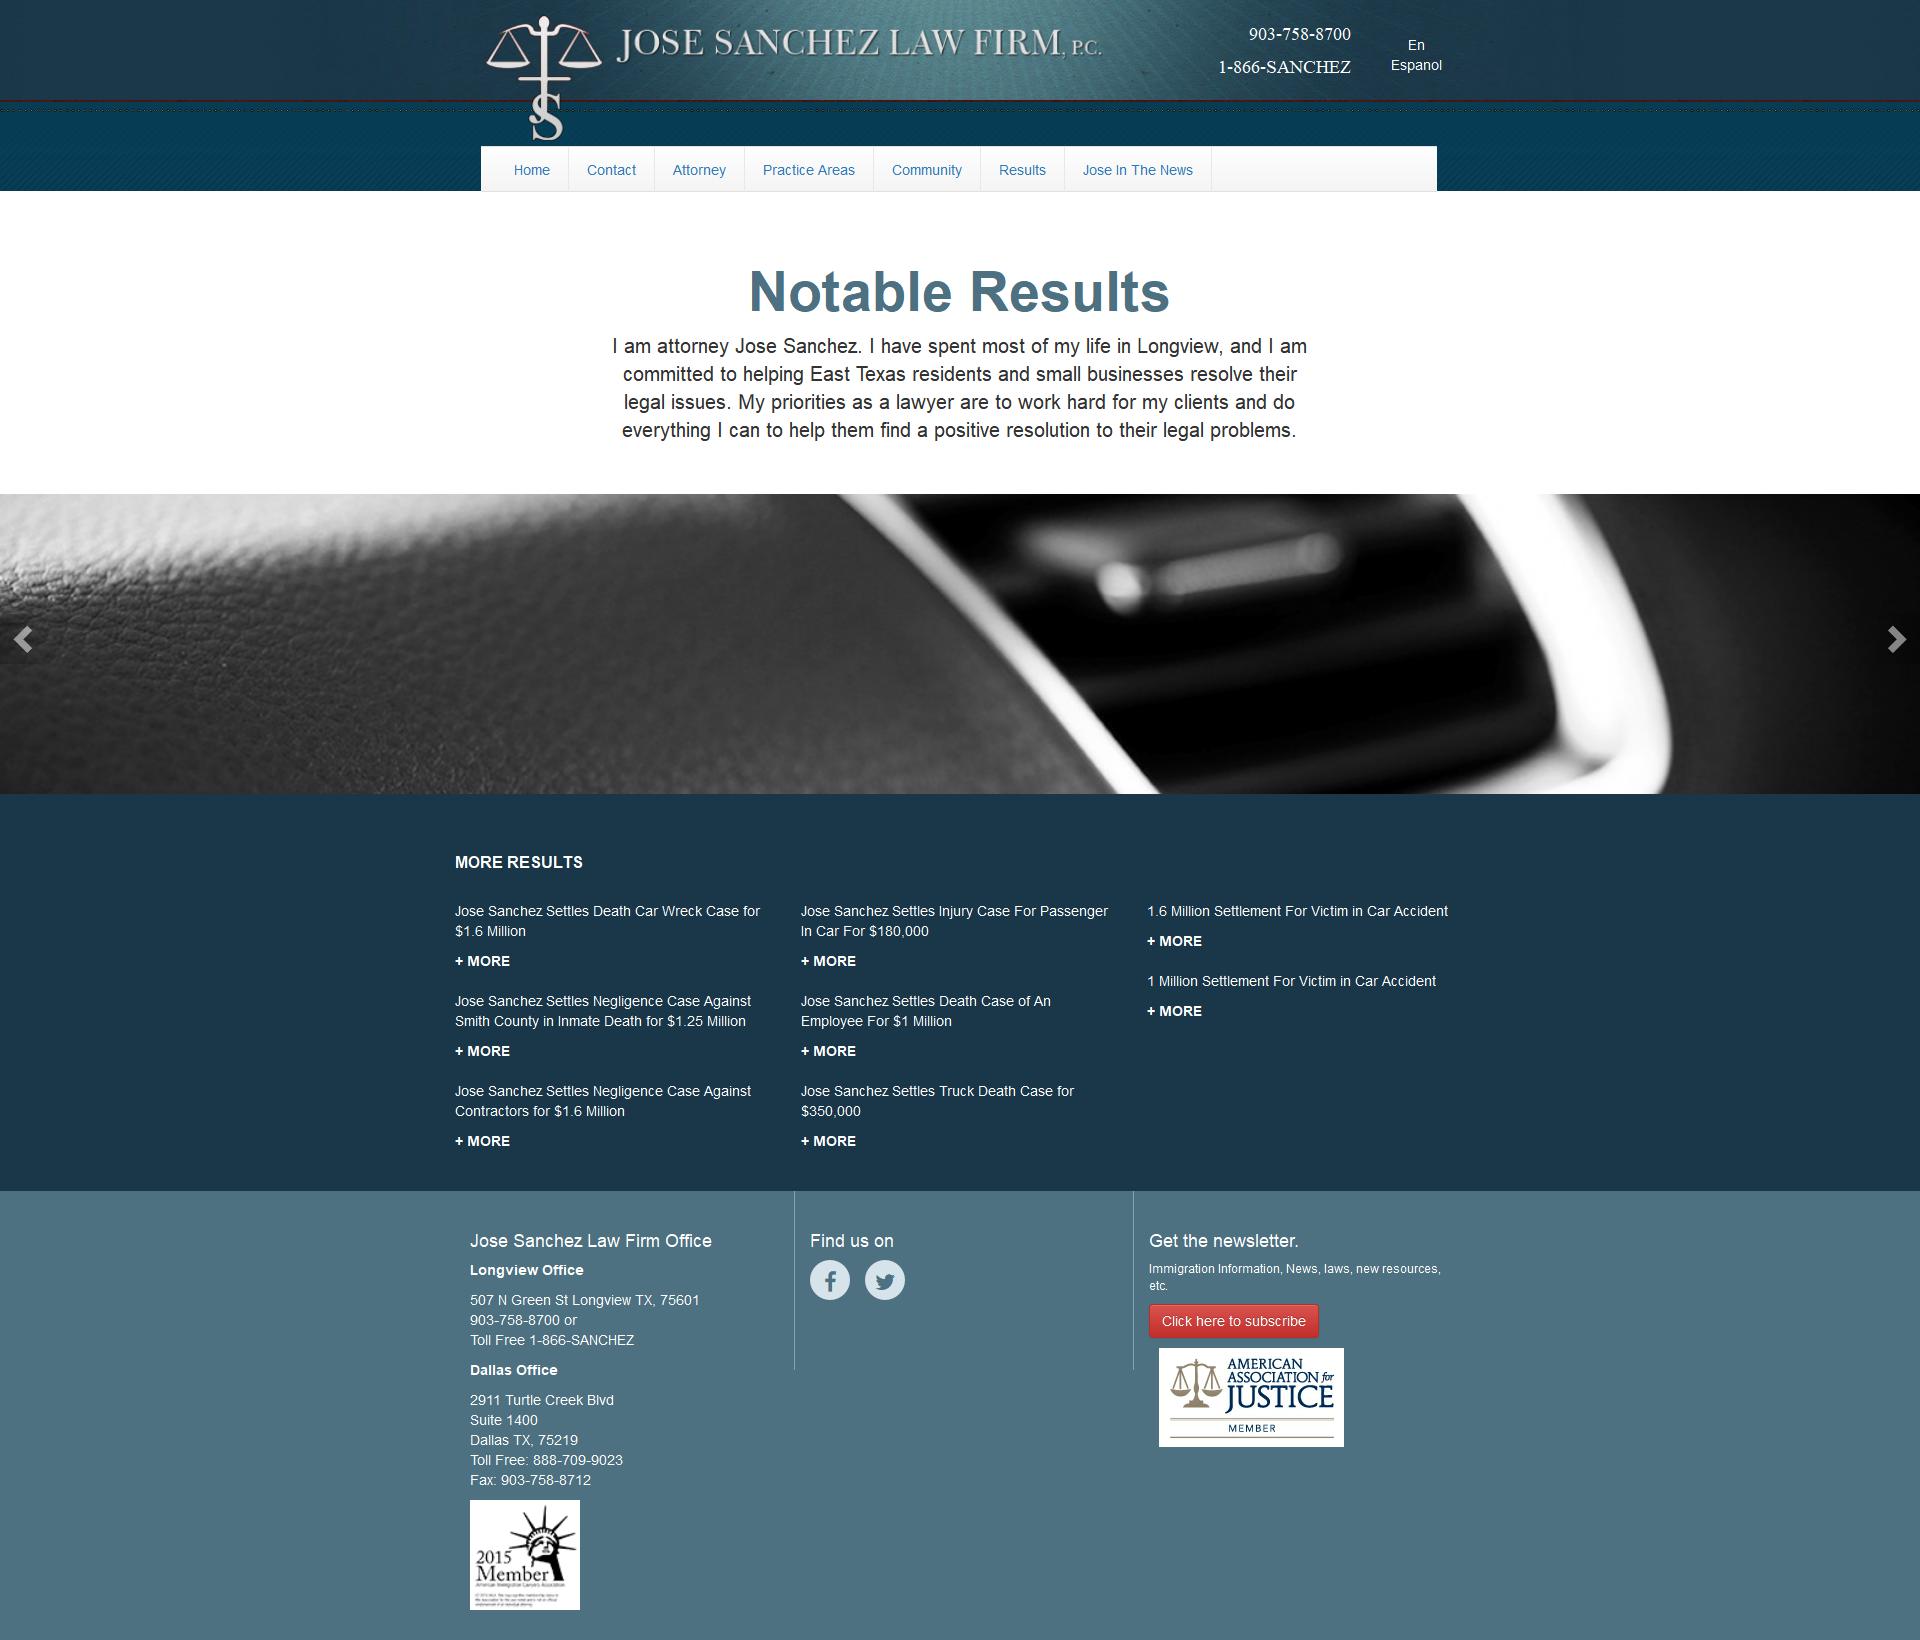 JOSE SANCHEZ LAW FIRM, P.C.
903-758-8700
1-866-SANCHEZ
En
Espanol
JS
Home
Contact
Attorney
Practice Areas
Community
Results
Jose In The News
Notable Results
I am attorney Jose Sanchez. I have spent most of my life in Longview, and I am
committed to helping East Texas residents and small businesses resolve their
legal issues. My priorities as a lawyer are to work hard for my clients and do
everything I can to help them find a positive resolution to their legal problems.
MORE RESULTS
Jose Sanchez Settles Death Car Wreck Case for
$1.6 Million
+ MORE
Jose Sanchez Settles Negligence Case Against
Smith County in Inmate Death for $1.25 Million
+ MORE
Jose Sanchez Settles Negligence Case Against
Contractors for $1.6 Million
+ MORE
Jose Sanchez Settles Injury Case For Passenger
In Car For $180,000
+ MORE
Jose Sanchez Settles Death Case of An
Employee For $1 Million
+ MORE
Jose Sanchez Settles Truck Death Case for
$350,000
+ MORE
1.6 Million Settlement For Victim in Car Accident
+ MORE
1 Million Settlement For Victim in Car Accident
+ MORE
Jose Sanchez Law Firm Office
Longview Office
507 N Green St Longview TX, 75601
903-758-8700 or
Toll Free 1-866-SANCHEZ
Dallas Office
2911 Turtle Creek Blvd
Suite 1400
Dallas TX, 75219
Toll Free: 888-709-9023
Fax: 903-758-8712
2015
Member
American Immigration Lawyers Association
Find us on
Get the newsletter.
Immigration Information, News, laws, new resources,
etc.
Click here to subscribe
AMERICAN
ASSOCIATION for
JUSTICE
MEMBER